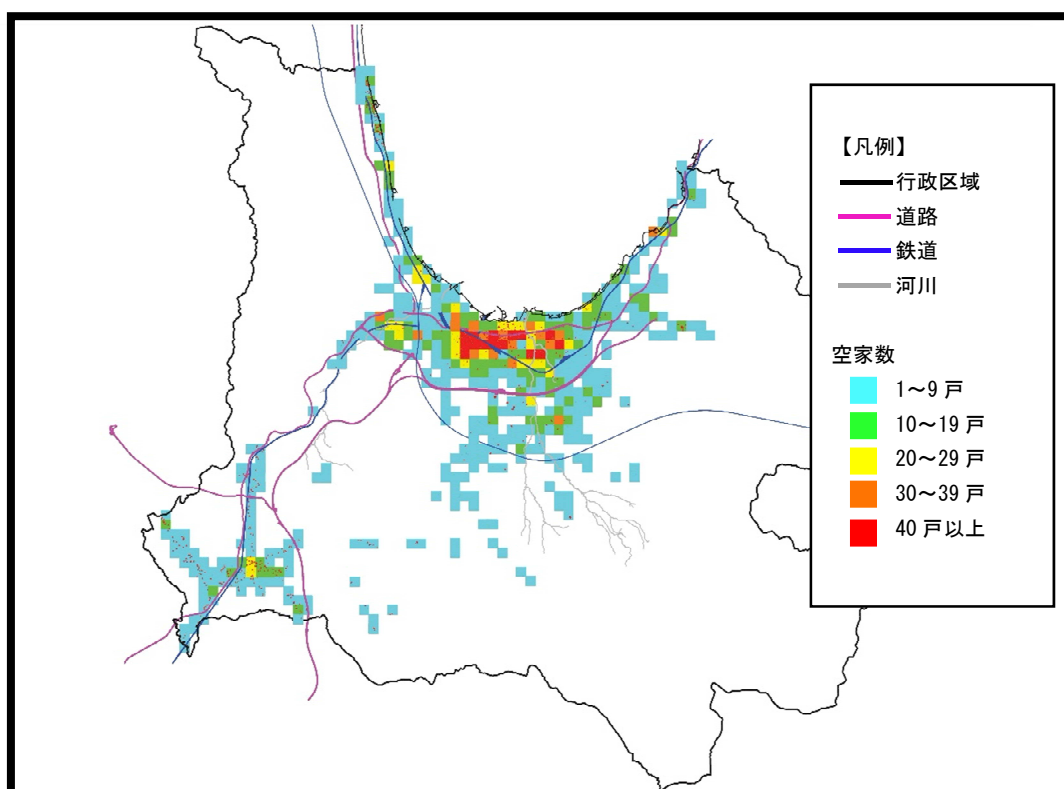 【凡例】
行政区域
道路
鉄道
河川
空家数
1～9 戸
10～19 戸
20～29 戸
30～39 戸
40 戸以上